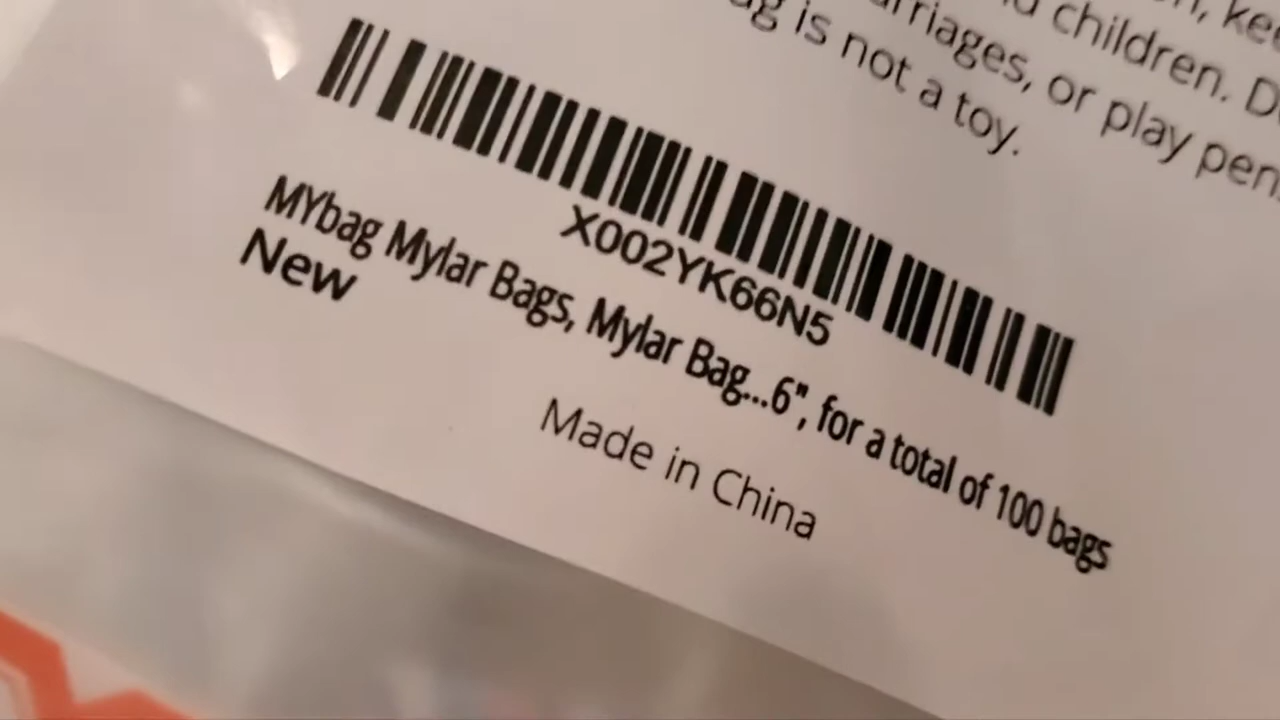 children. D
rriages, or play pen
is not a toy.
X002YK66N5
MYbag Mylar Bags, Mylar Bag...6", for a total of 100 bags
New
Made in China